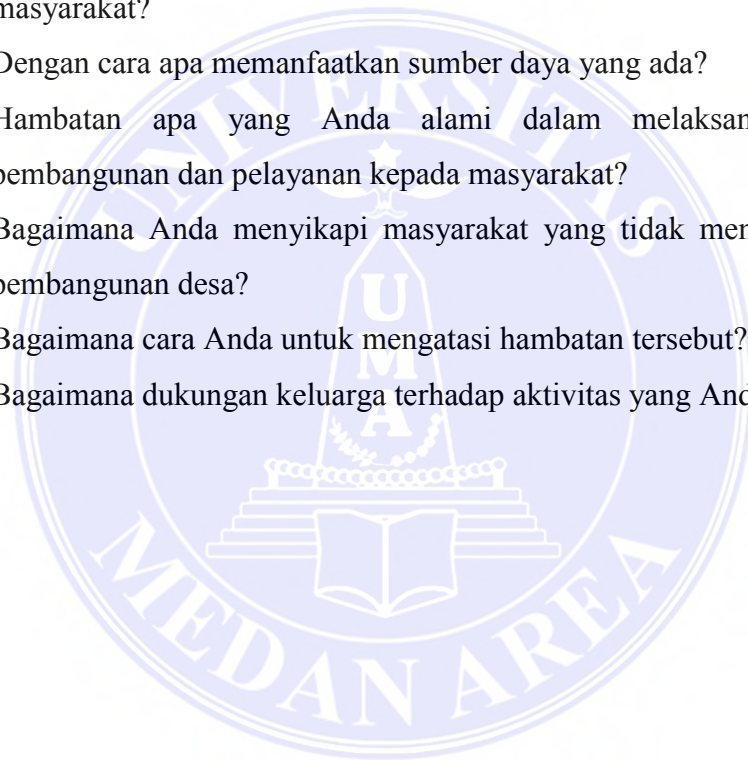 masyarakat?
Dengan cara apa memanfaatkan sumber daya yang ada?
Hambatan apa yang Anda alami dalam melaksan
pembangunan dan pelayanan kepada masyarakat?
Bagaimana Anda menyikapi masyarakat yang tidak men
pembangunan desa?
Bagaimana cara Anda untuk mengatasi hambatan tersebut?
Bagaimana dukungan keluarga terhadap aktivitas yang And
UNIVERSITAS
UMA
MEDAN AREA